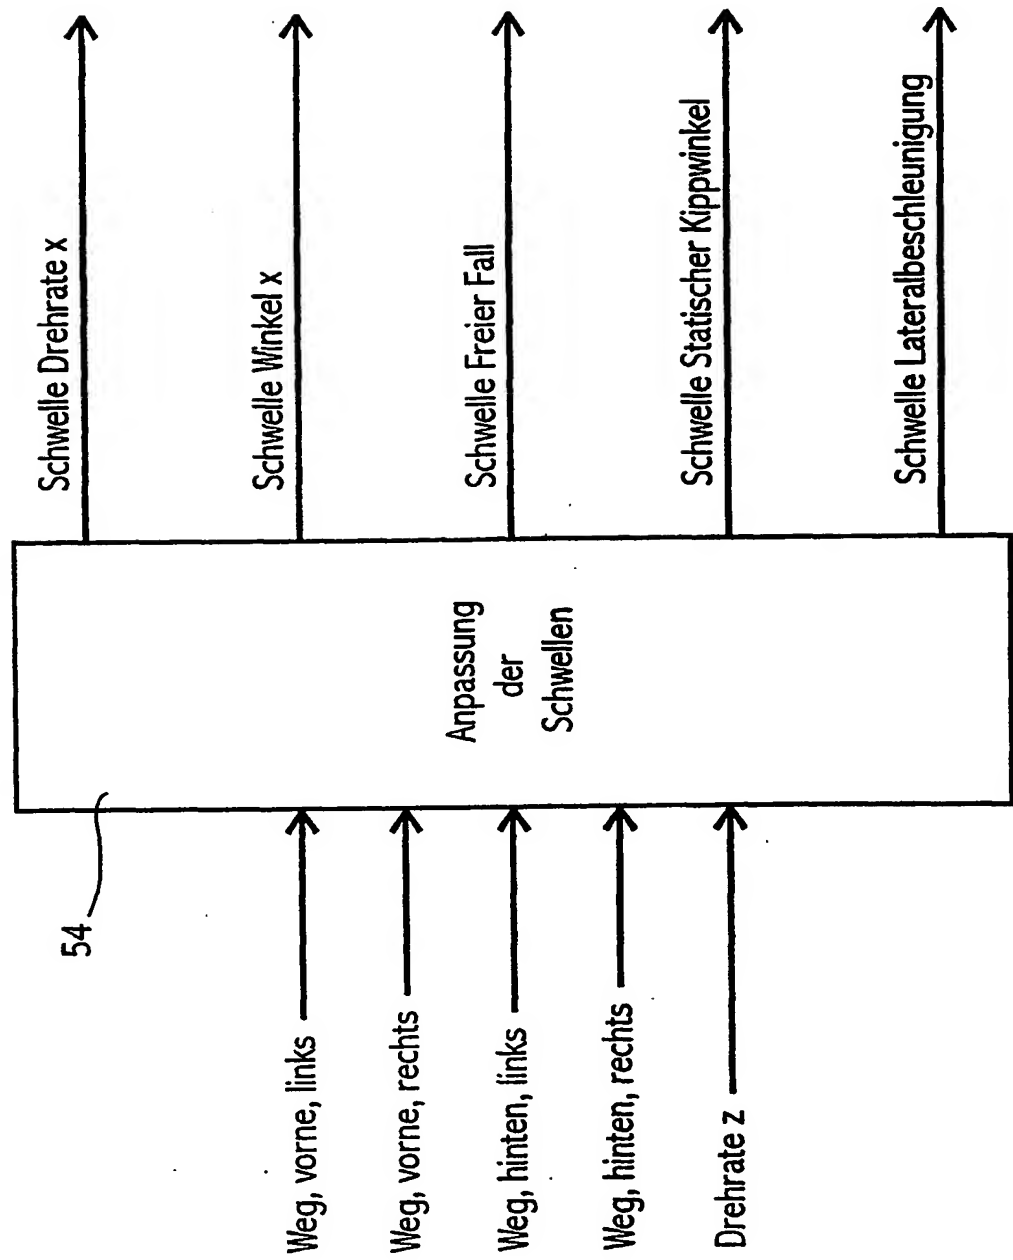 54
Weg, vorne, links
Weg, vorne, rechts
Weg, hinten, links
Weg, hinten, rechts
Drehrate z
Anpassung
der
Schwellen
Schwelle Drehrate x
Schwelle Winkel x
Schwelle Freier Fall
Schwelle Statischer Kippwinkel
Schwelle Lateralbeschleunigung